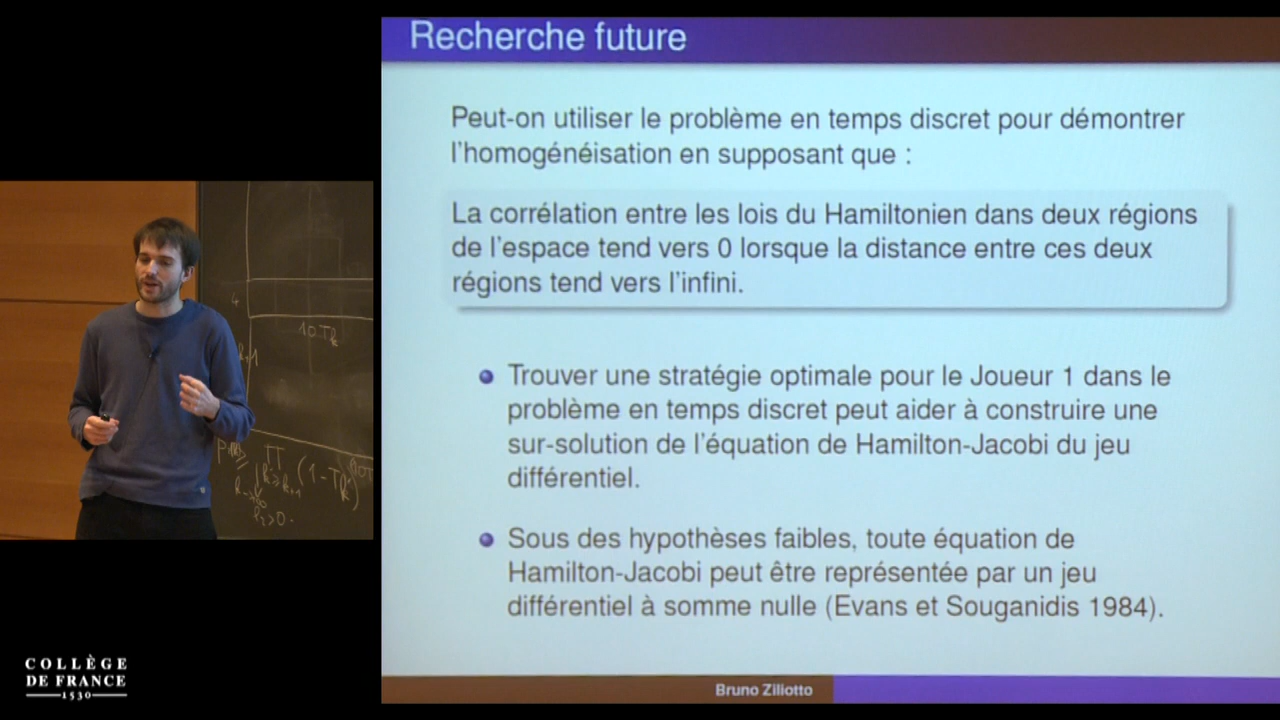 Recherche future
Peut-on utiliser le problème en temps discret pour démontrer
l'homogénéisation en supposant que :
La corrélation entre les lois du Hamiltonien dans deux régions
de l'espace tend vers 0 lorsque la distance entre ces deux
régions tend vers l'infini.
Trouver une stratégie optimale pour le Joueur 1 dans le
problème en temps discret peut aider à construire une
sur-solution de l'équation de Hamilton-Jacobi du jeu
différentiel.
Sous des hypothèses faibles, toute équation de
Hamilton-Jacobi peut être représentée par un jeu
différentiel à somme nulle (Evans et Souganidis 1984).
Bruno Ziliotto
10 Tk
COLLÈGE
DE FRANCE
1530